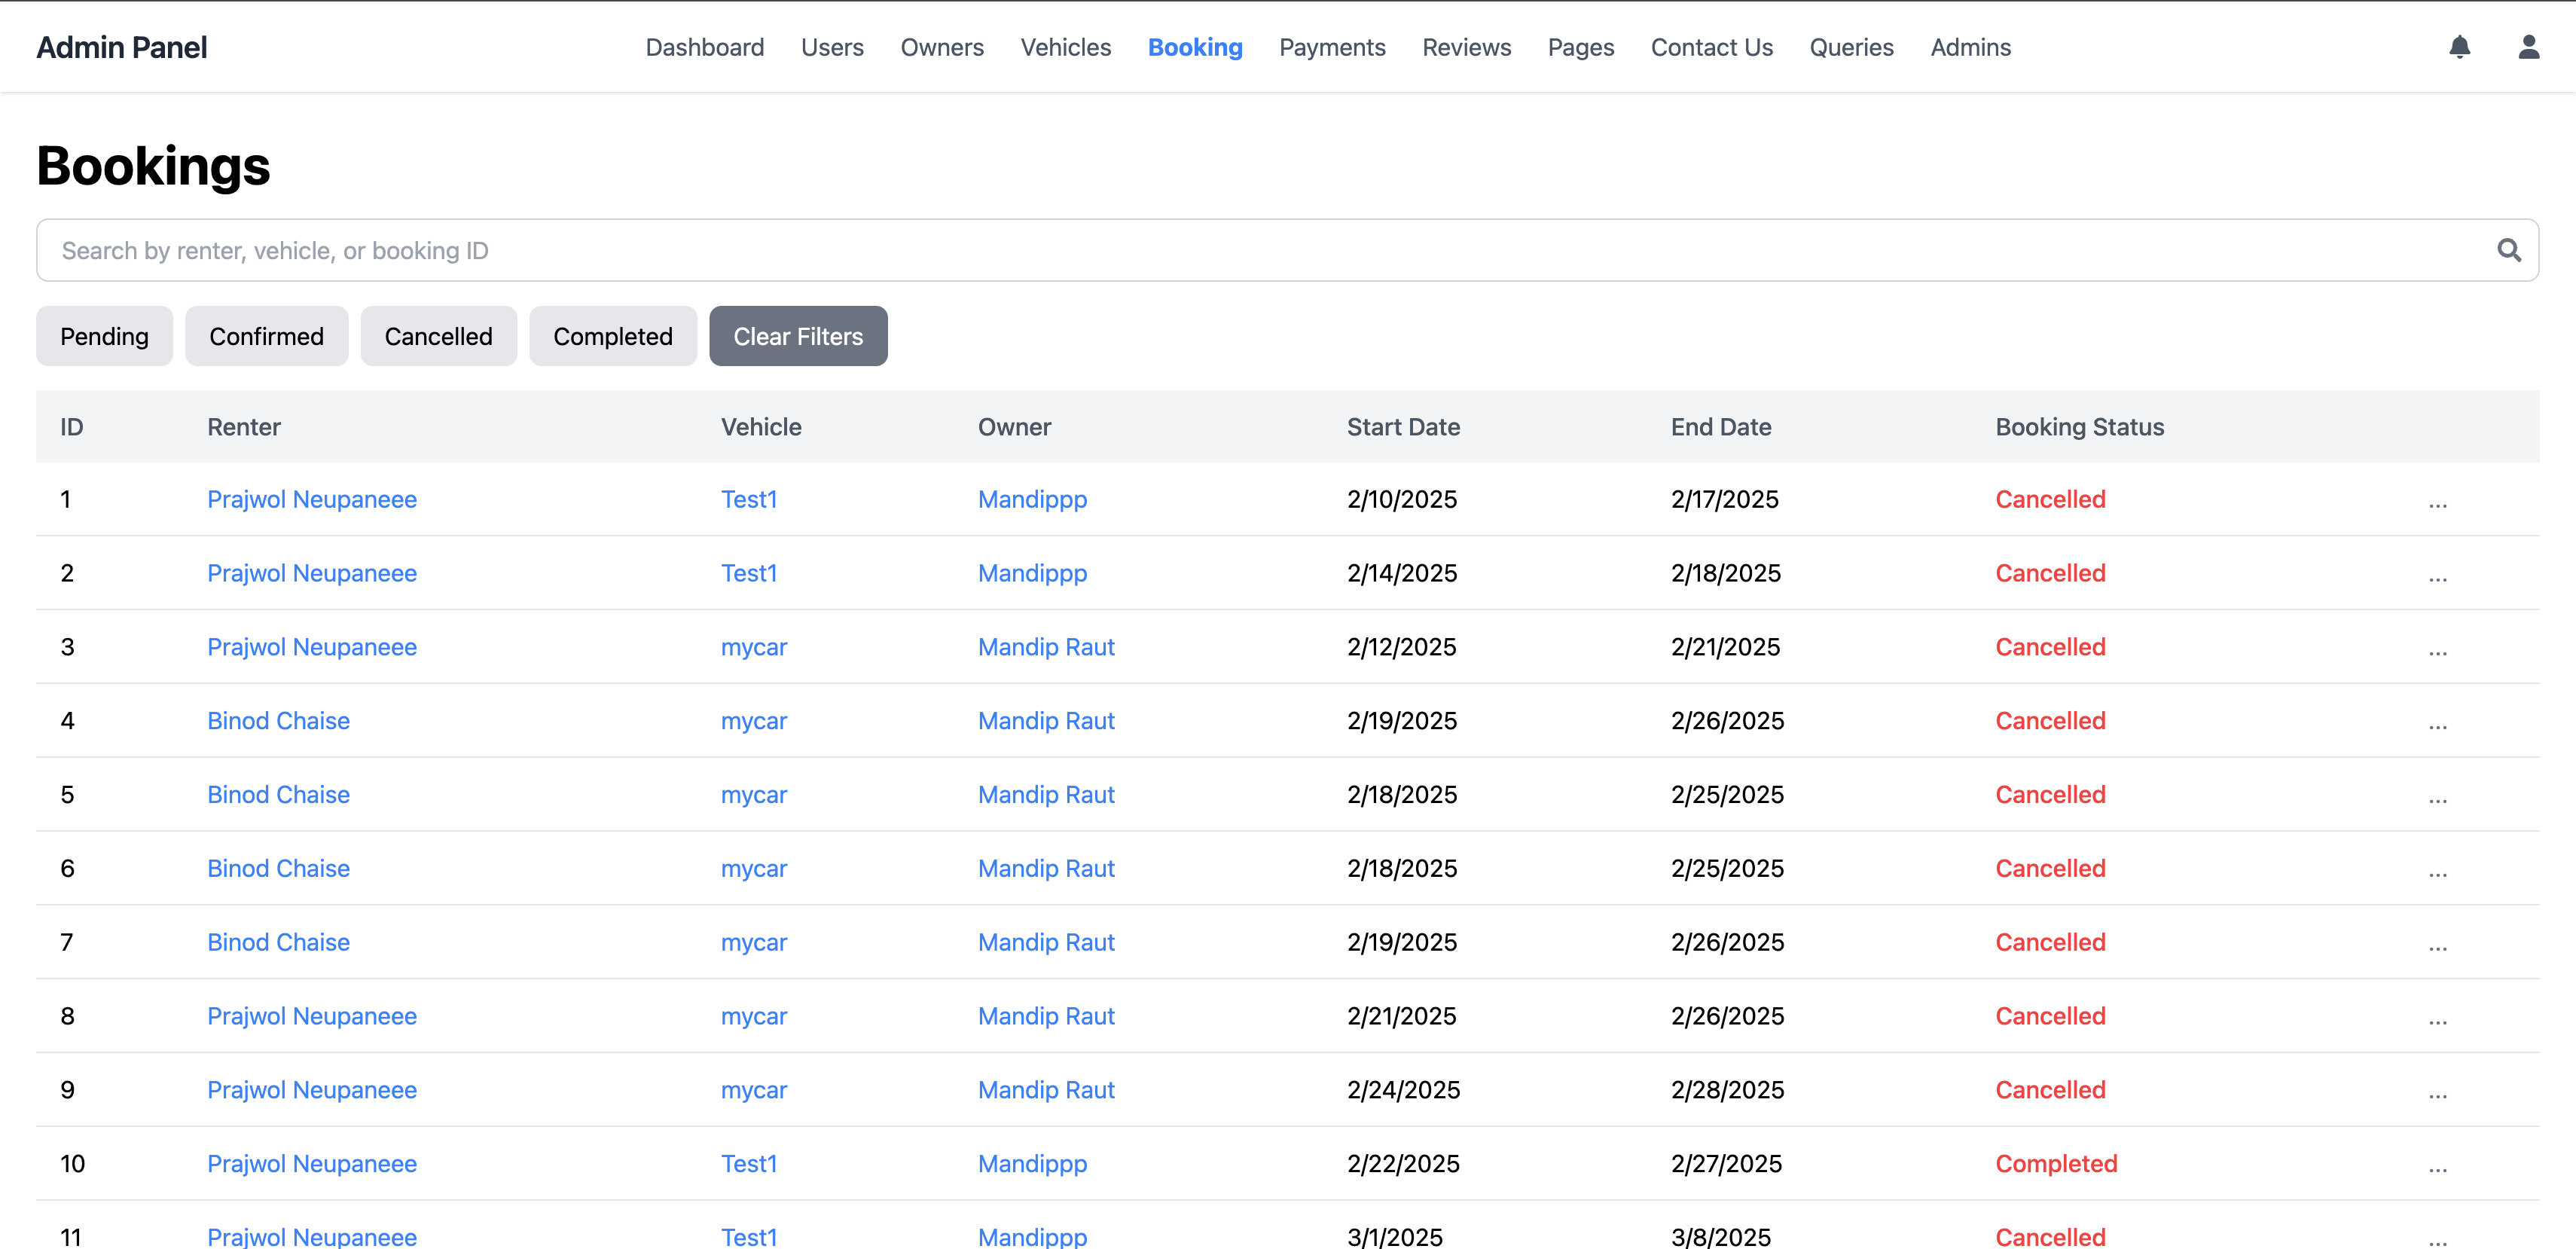 Admin Panel Dashboard Users Owners Vehicles Booking Payments Reviews Pages Contact Us Queries Admins
Bookings
Search by renter, vehicle, or booking ID
Pending Confirmed Cancelled Completed Clear Filters
ID Renter Vehicle Owner Start Date End Date Booking Status
1 Prajwol Neupaneee Test1 Mandippp 2/10/2025 2/17/2025 Cancelled ...
2 Prajwol Neupaneee Test1 Mandippp 2/14/2025 2/18/2025 Cancelled ...
3 Prajwol Neupaneee mycar Mandip Raut 2/12/2025 2/21/2025 Cancelled ...
4 Binod Chaise mycar Mandip Raut 2/19/2025 2/26/2025 Cancelled ...
5 Binod Chaise mycar Mandip Raut 2/18/2025 2/25/2025 Cancelled ...
6 Binod Chaise mycar Mandip Raut 2/18/2025 2/25/2025 Cancelled ...
7 Binod Chaise mycar Mandip Raut 2/19/2025 2/26/2025 Cancelled ...
8 Prajwol Neupaneee mycar Mandip Raut 2/21/2025 2/26/2025 Cancelled ...
9 Prajwol Neupaneee mycar Mandip Raut 2/24/2025 2/28/2025 Cancelled ...
10 Prajwol Neupaneee Test1 Mandippp 2/22/2025 2/27/2025 Completed ...
11 Prajwol Neupaneee Test1 Mandippp 3/1/2025 3/8/2025 Cancelled ...